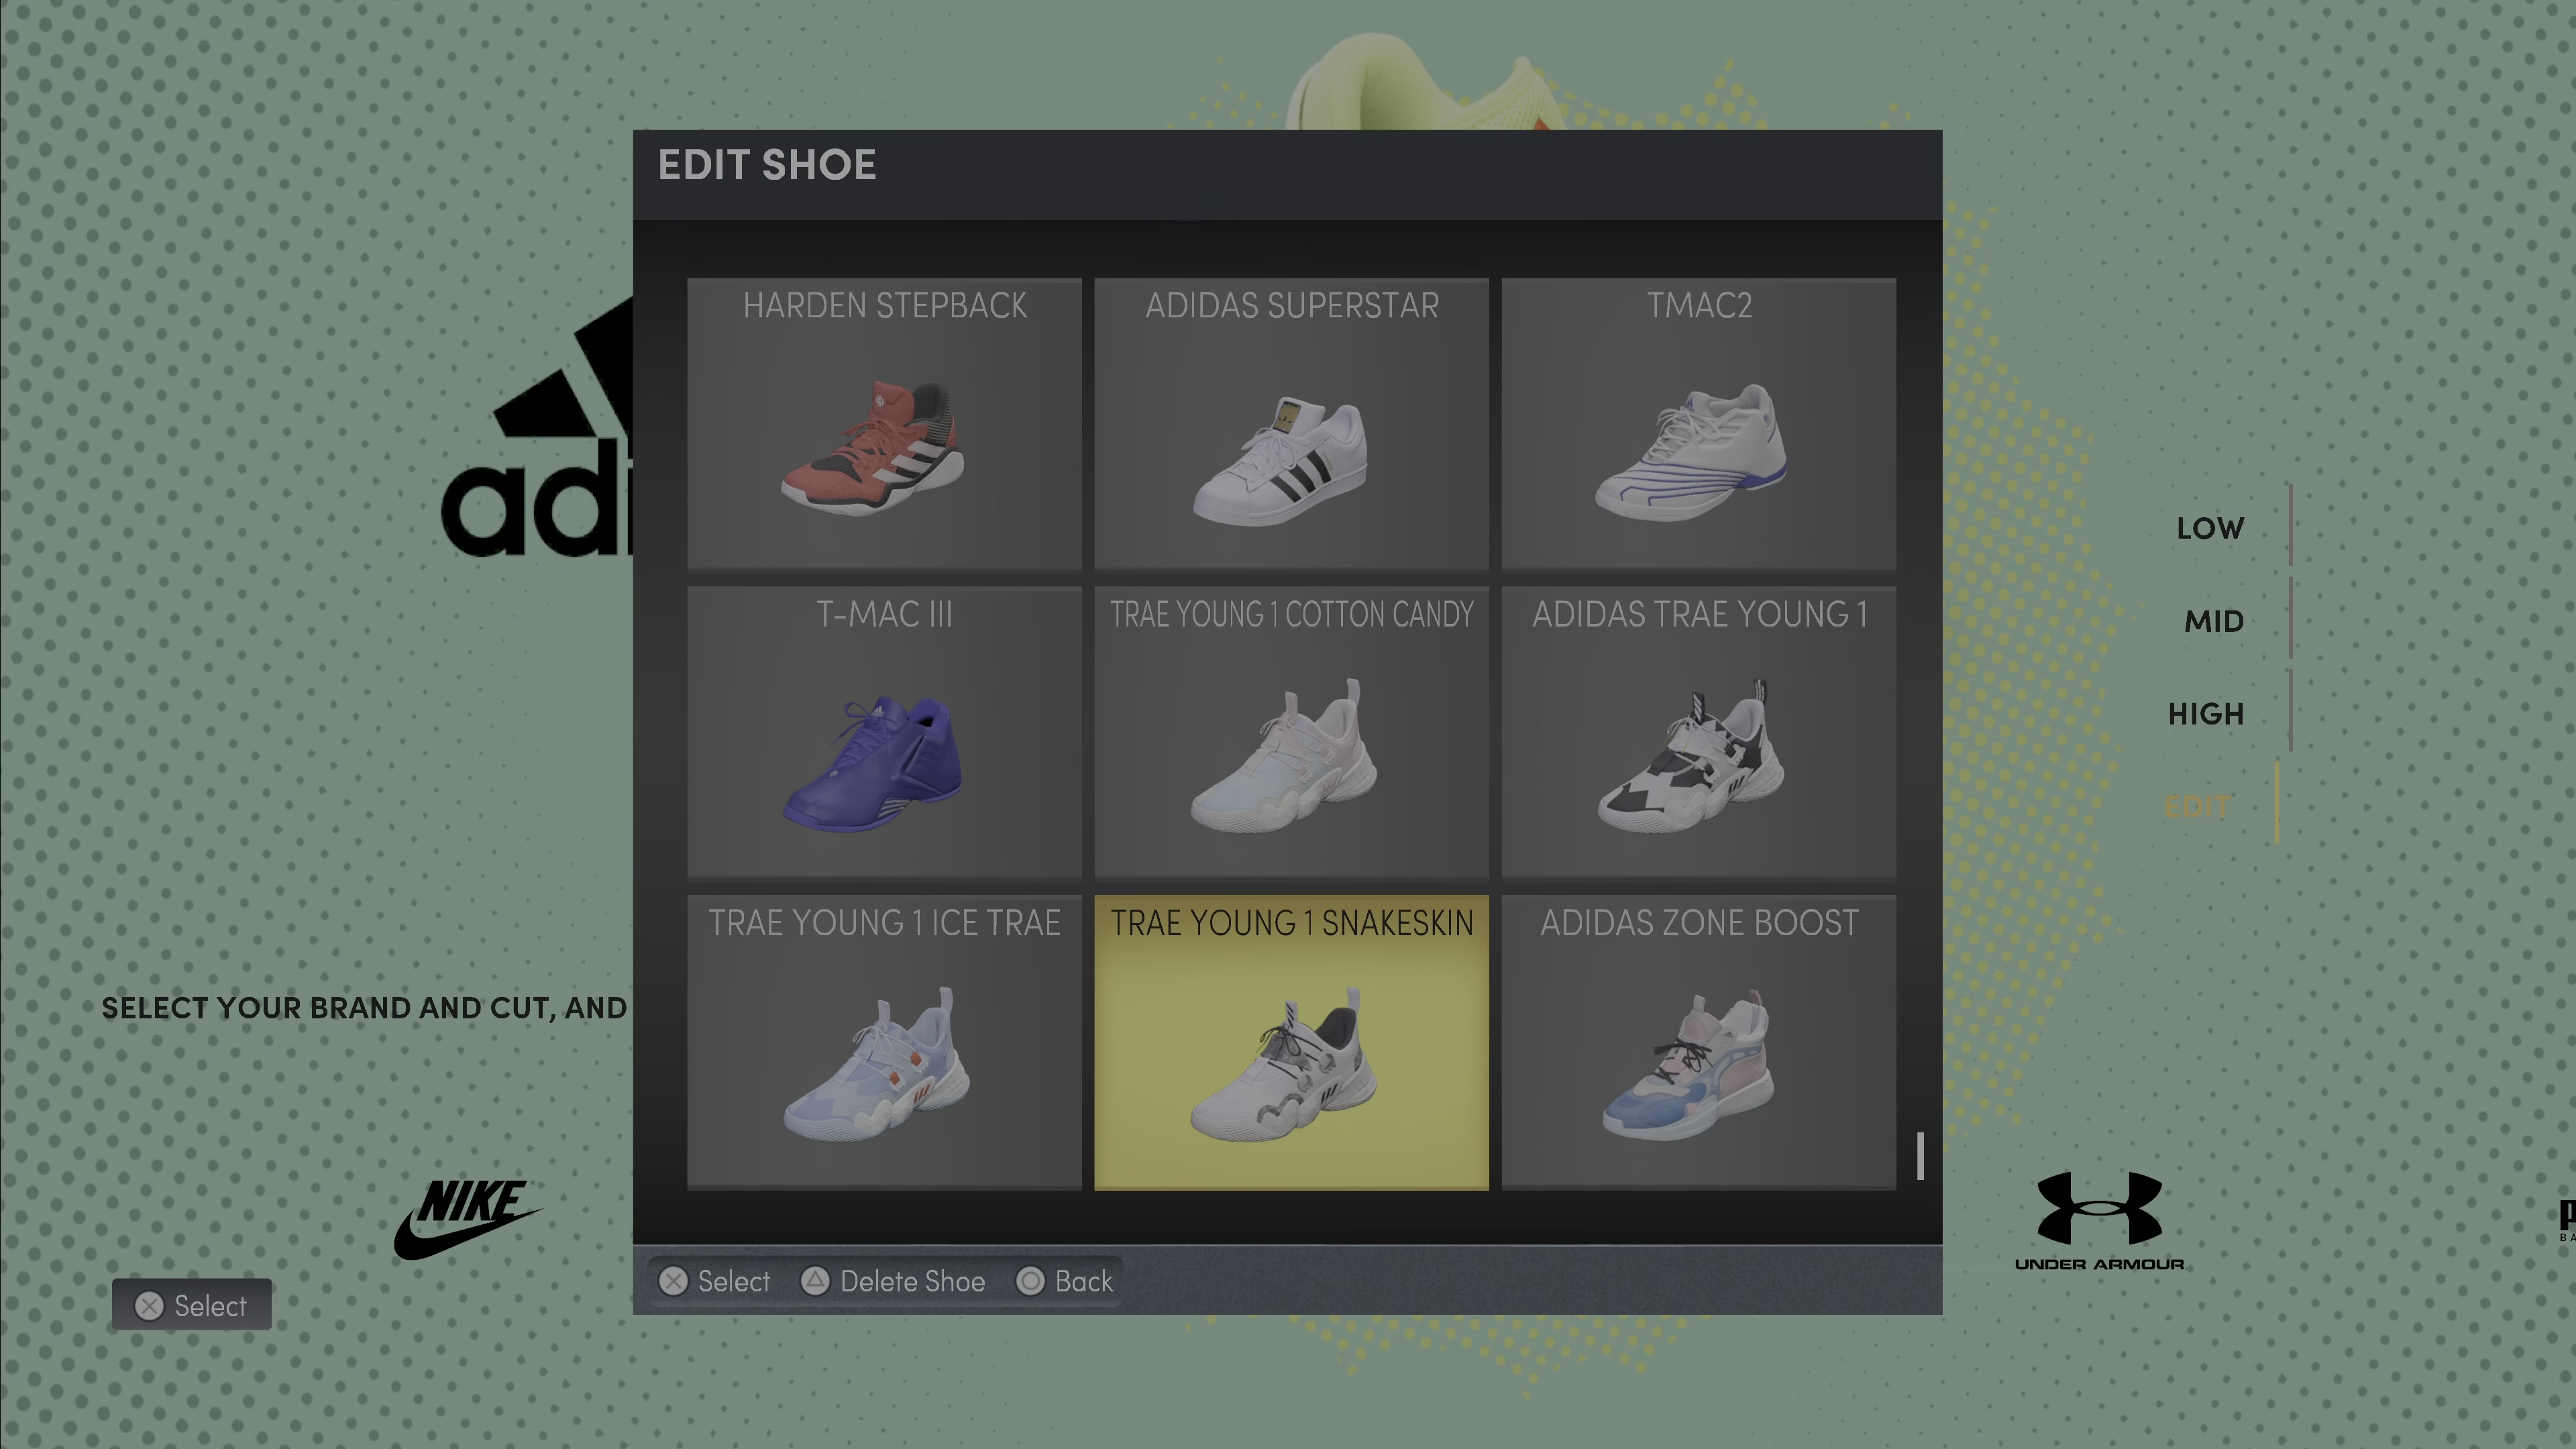 EDIT SHOE
HARDEN STEPBACK
ADIDAS SUPERSTAR
TMAC2
T-MAC III
TRAE YOUNG 1 COTTON CANDY
ADIDAS TRAE YOUNG 1
TRAE YOUNG 1 ICE TRAE
TRAE YOUNG 1 SNAKESKIN
ADIDAS ZONE BOOST
Select
Delete Shoe
Back
adi
SELECT YOUR BRAND AND CUT, AND
NIKE
Select
LOW
MID
HIGH
EDIT
UNDER ARMOUR